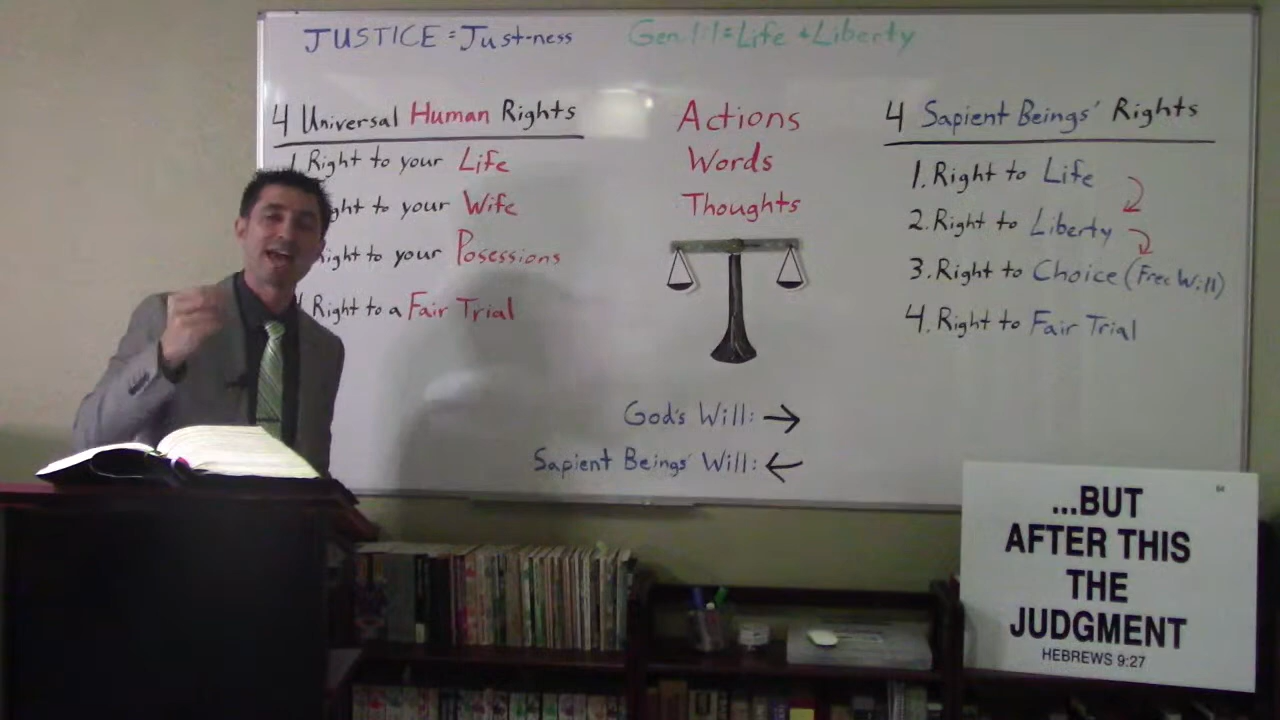 JUSTICE = Just-ness
Gen 1:1 = Life + Liberty
4 Universal Human Rights
1. Right to your Life
ght to your Wife
ight to your Posessions
Right to a Fair Trial
Actions
Words
Thoughts
God's Will: →
Sapient Beings' Will: ←
4 Sapient Beings' Rights
1. Right to Life
2. Right to Liberty
3. Right to Choice (Free Will)
4. Right to Fair Trial
...BUT
AFTER THIS
THE
JUDGMENT
HEBREWS 9:27